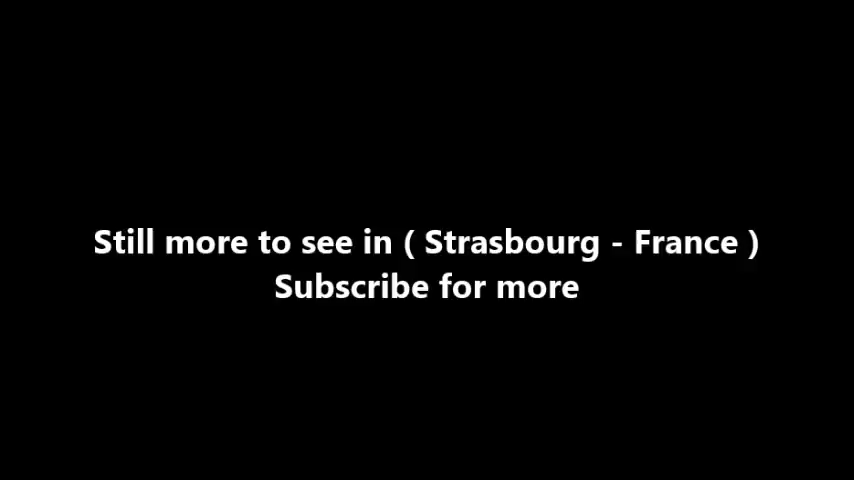 Still more to see in ( Strasbourg - France )
Subscribe for more